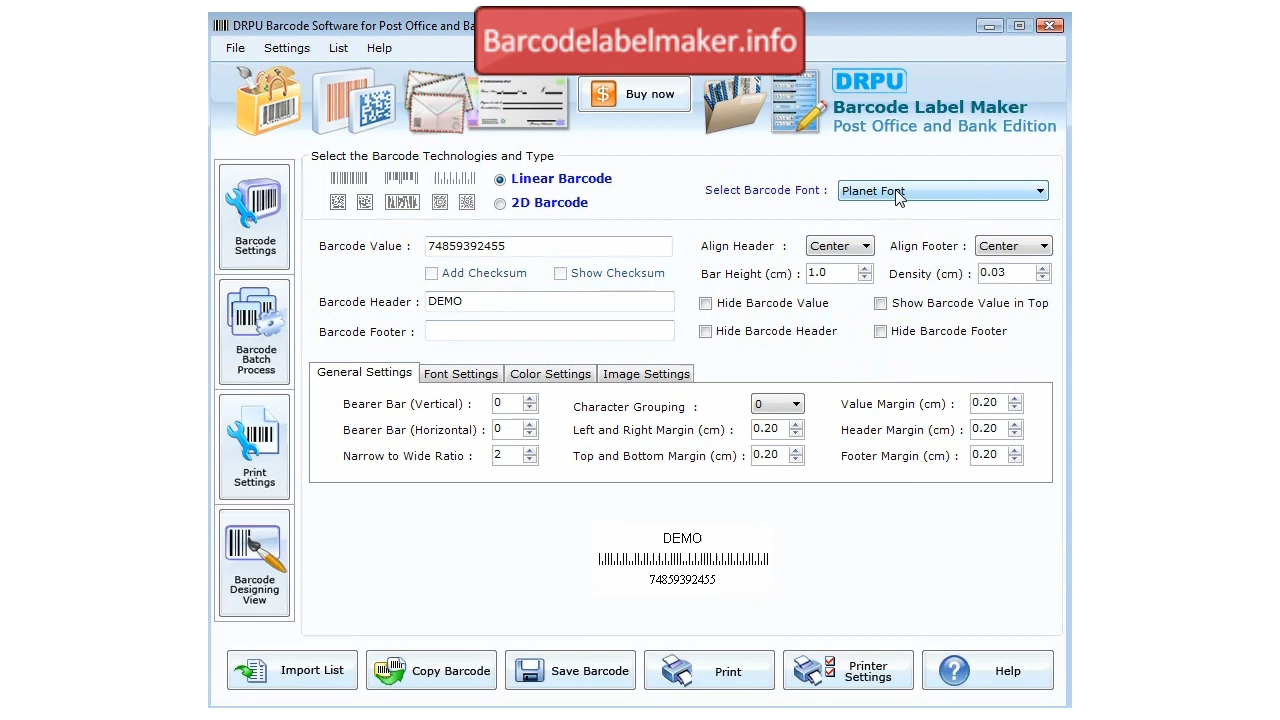 DRPU Barcode Software for Post Office and Ba
Barcodelabelmaker.info
File Settings List Help
Buy now
DRPU
Barcode Label Maker
Post Office and Bank Edition
Select the Barcode Technologies and Type
Linear Barcode
2D Barcode
Select Barcode Font : Planet Font
Barcode Settings
Barcode Batch Process
Print Settings
Barcode Designing View
Barcode Value : 74859392455
Add Checksum Show Checksum
Barcode Header : DEMO
Barcode Footer :
Align Header : Center Align Footer : Center
Bar Height (cm) : 1.0 Density (cm) : 0.03
Hide Barcode Value Show Barcode Value in Top
Hide Barcode Header Hide Barcode Footer
General Settings Font Settings Color Settings Image Settings
Bearer Bar (Vertical) : 0 Character Grouping : 0 Value Margin (cm) : 0.20
Bearer Bar (Horizontal) : 0 Left and Right Margin (cm) : 0.20 Header Margin (cm) : 0.20
Narrow to Wide Ratio : 2 Top and Bottom Margin (cm) : 0.20 Footer Margin (cm) : 0.20
DEMO
74859392455
Import List Copy Barcode Save Barcode Print Printer Settings Help